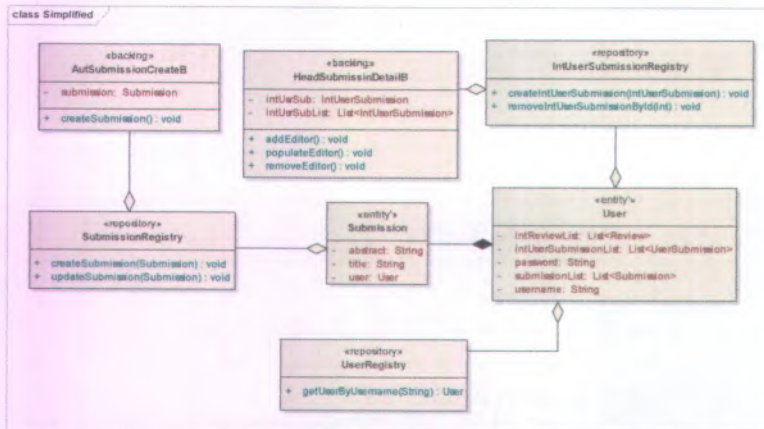 class Simplified
«backing»
AutSubmissionCreateB
- submission: Submission
+ createSubmission() : void
«backing»
HeadSubmissinDetailB
- intUsrSub: IntUserSubmission
- intUsrSubList: List<IntUserSubmission>
+ addEditor() : void
+ populateEditor() : void
+ removeEditor() : void
«repository»
IntUserSubmissionRegistry
+ createIntUserSubmission(IntUserSubmission) : void
+ removeIntUserSubmissionById(int) : void
«repository»
SubmissionRegistry
+ createSubmission(Submission) : void
+ updateSubmission(Submission) : void
«entity»
Submission
- abstract: String
- title: String
- user: User
«entity»
User
- intReviewList: List<Review>
- intUserSubmissionList: List<UserSubmission>
- password: String
- submissionList: List<Submission>
- username: String
«repository»
UserRegistry
+ getUserByUsername(String) : User